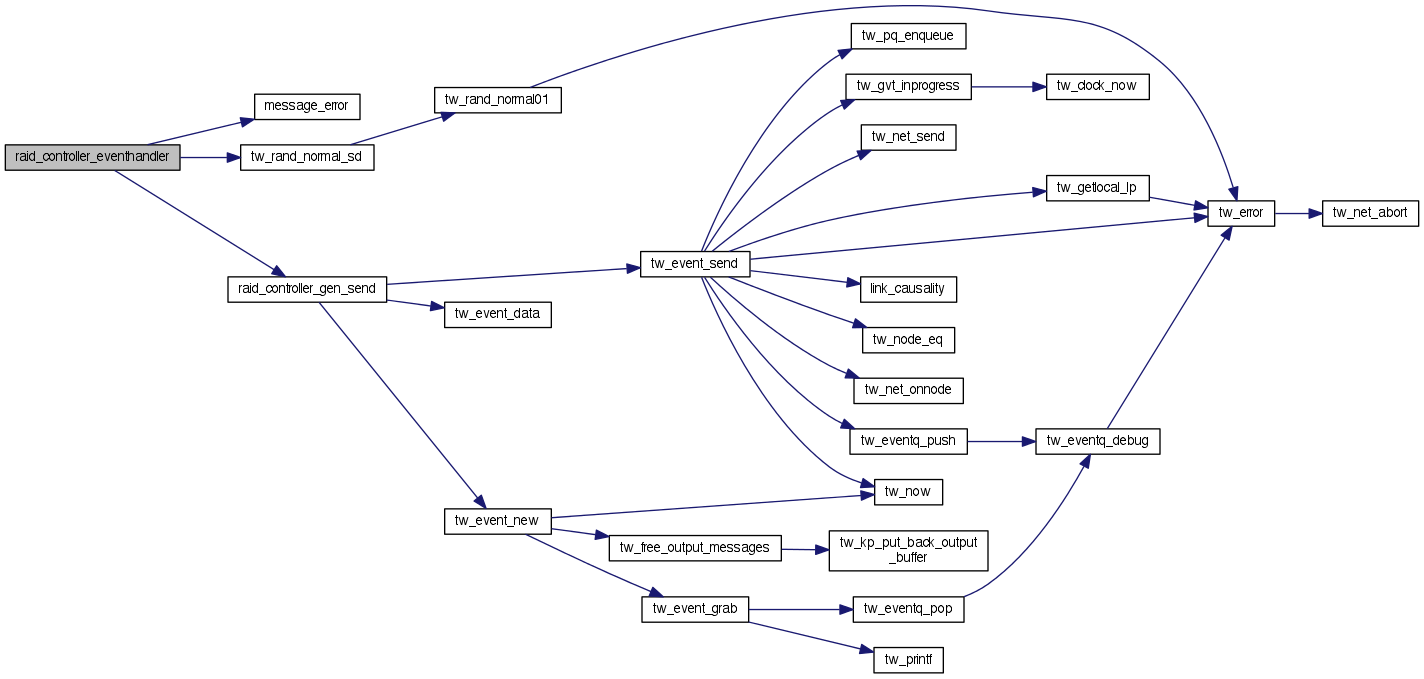 tw_pq_enqueue
tw_gvt_inprogress
tw_clock_now
tw_rand_normal01
message_error
tw_net_send
raid_controller_eventhandler
tw_rand_normal_sd
tw_getlocal_lp
tw_error
tw_net_abort
tw_event_send
raid_controller_gen_send
link_causality
tw_event_data
tw_node_eq
tw_net_onnode
tw_eventq_push
tw_eventq_debug
tw_now
tw_event_new
tw_free_output_messages
tw_kp_put_back_output
_buffer
tw_event_grab
tw_eventq_pop
tw_printf